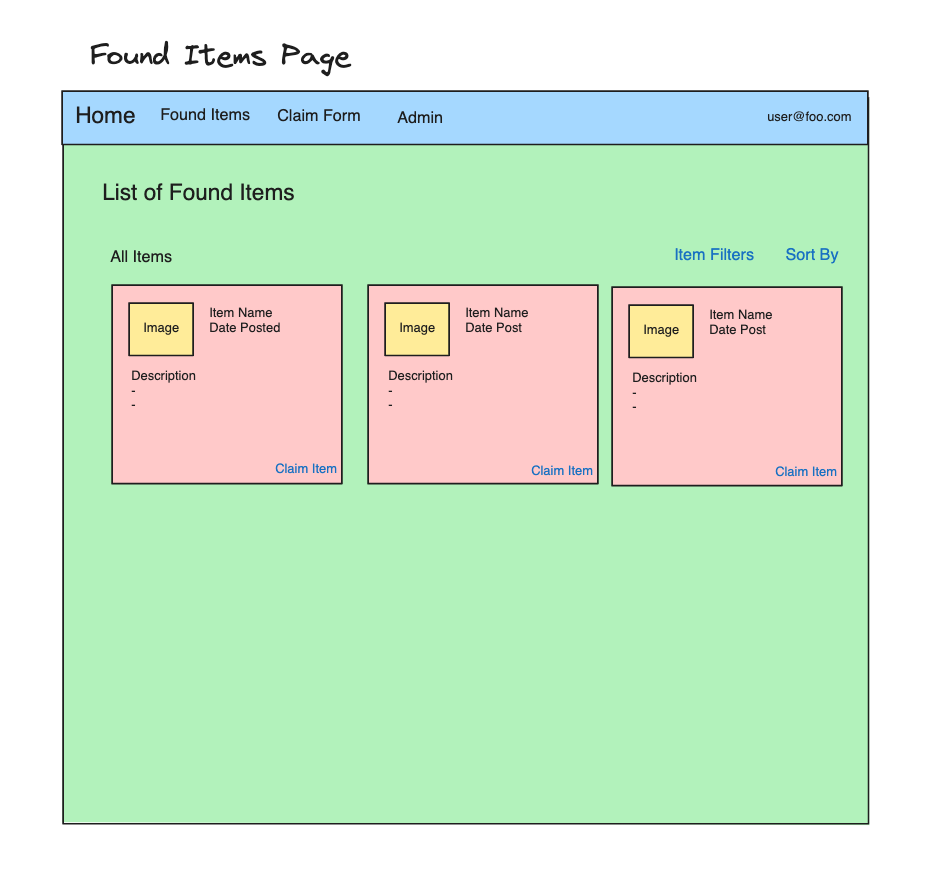 Found Items Page
Home Found Items Claim Form Admin user@foo.com
List of Found Items
All Items Item Filters Sort By
Image
Item Name
Date Posted
Description
-
-
Claim Item
Image
Item Name
Date Post
Description
-
-
Claim Item
Image
Item Name
Date Post
Description
-
-
Claim Item